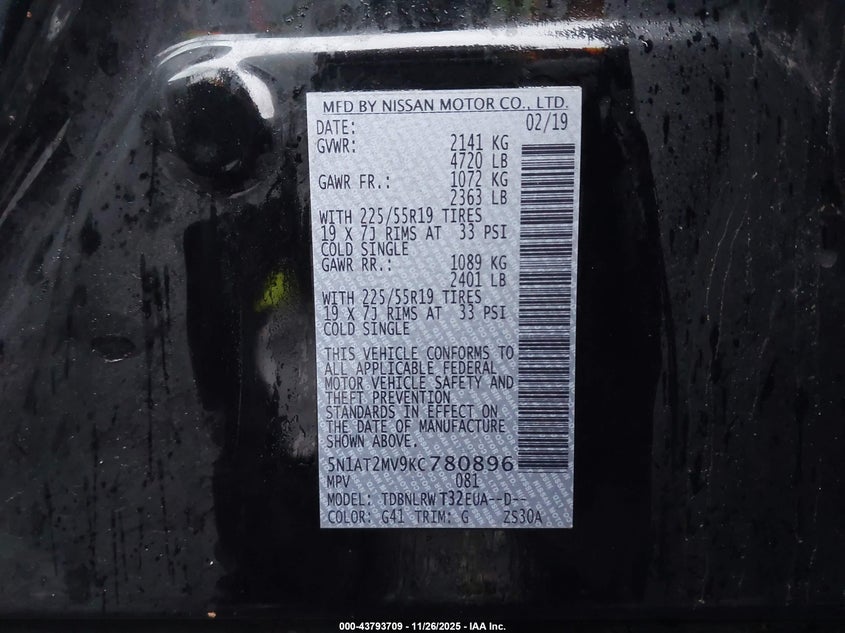 MFD BY NISSAN MOTOR CO., LTD.
DATE: 02/19
GVWR: 2141 KG
4720 LB
GAWR FR.: 1072 KG
2363 LB
WITH 225/55R19 TIRES
19 X 7J RIMS AT 33 PSI
COLD SINGLE
GAWR RR.: 1089 KG
2401 LB
WITH 225/55R19 TIRES
19 X 7J RIMS AT 33 PSI
COLD SINGLE
THIS VEHICLE CONFORMS TO
ALL APPLICABLE FEDERAL
MOTOR VEHICLE SAFETY AND
THEFT PREVENTION
STANDARDS IN EFFECT ON
THE DATE OF MANUFACTURE
SHOWN ABOVE.
5N1AT2MV9KC780896
MPV 081
MODEL: TDBNLRW T32EUA--D--
COLOR: G41 TRIM: G ZS30A
000-43793709 - 11/26/2025 - IAA Inc.